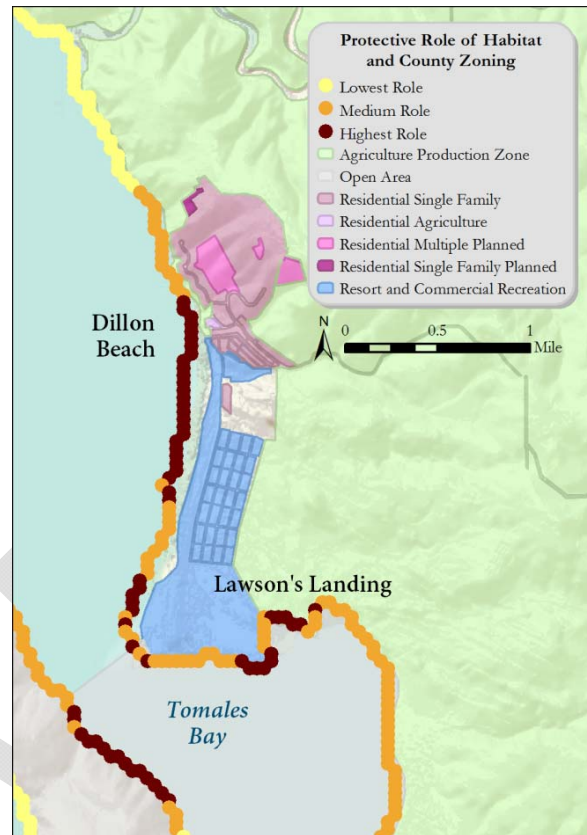 Protective Role of Habitat
and County Zoning
Lowest Role
Medium Role
Highest Role
Agriculture Production Zone
Open Area
Residential Single Family
Residential Agriculture
Residential Multiple Planned
Residential Single Family Planned
Resort and Commercial Recreation
N
0 0.5 1
Mile
Dillon
Beach
Lawson's Landing
Tomales
Bay